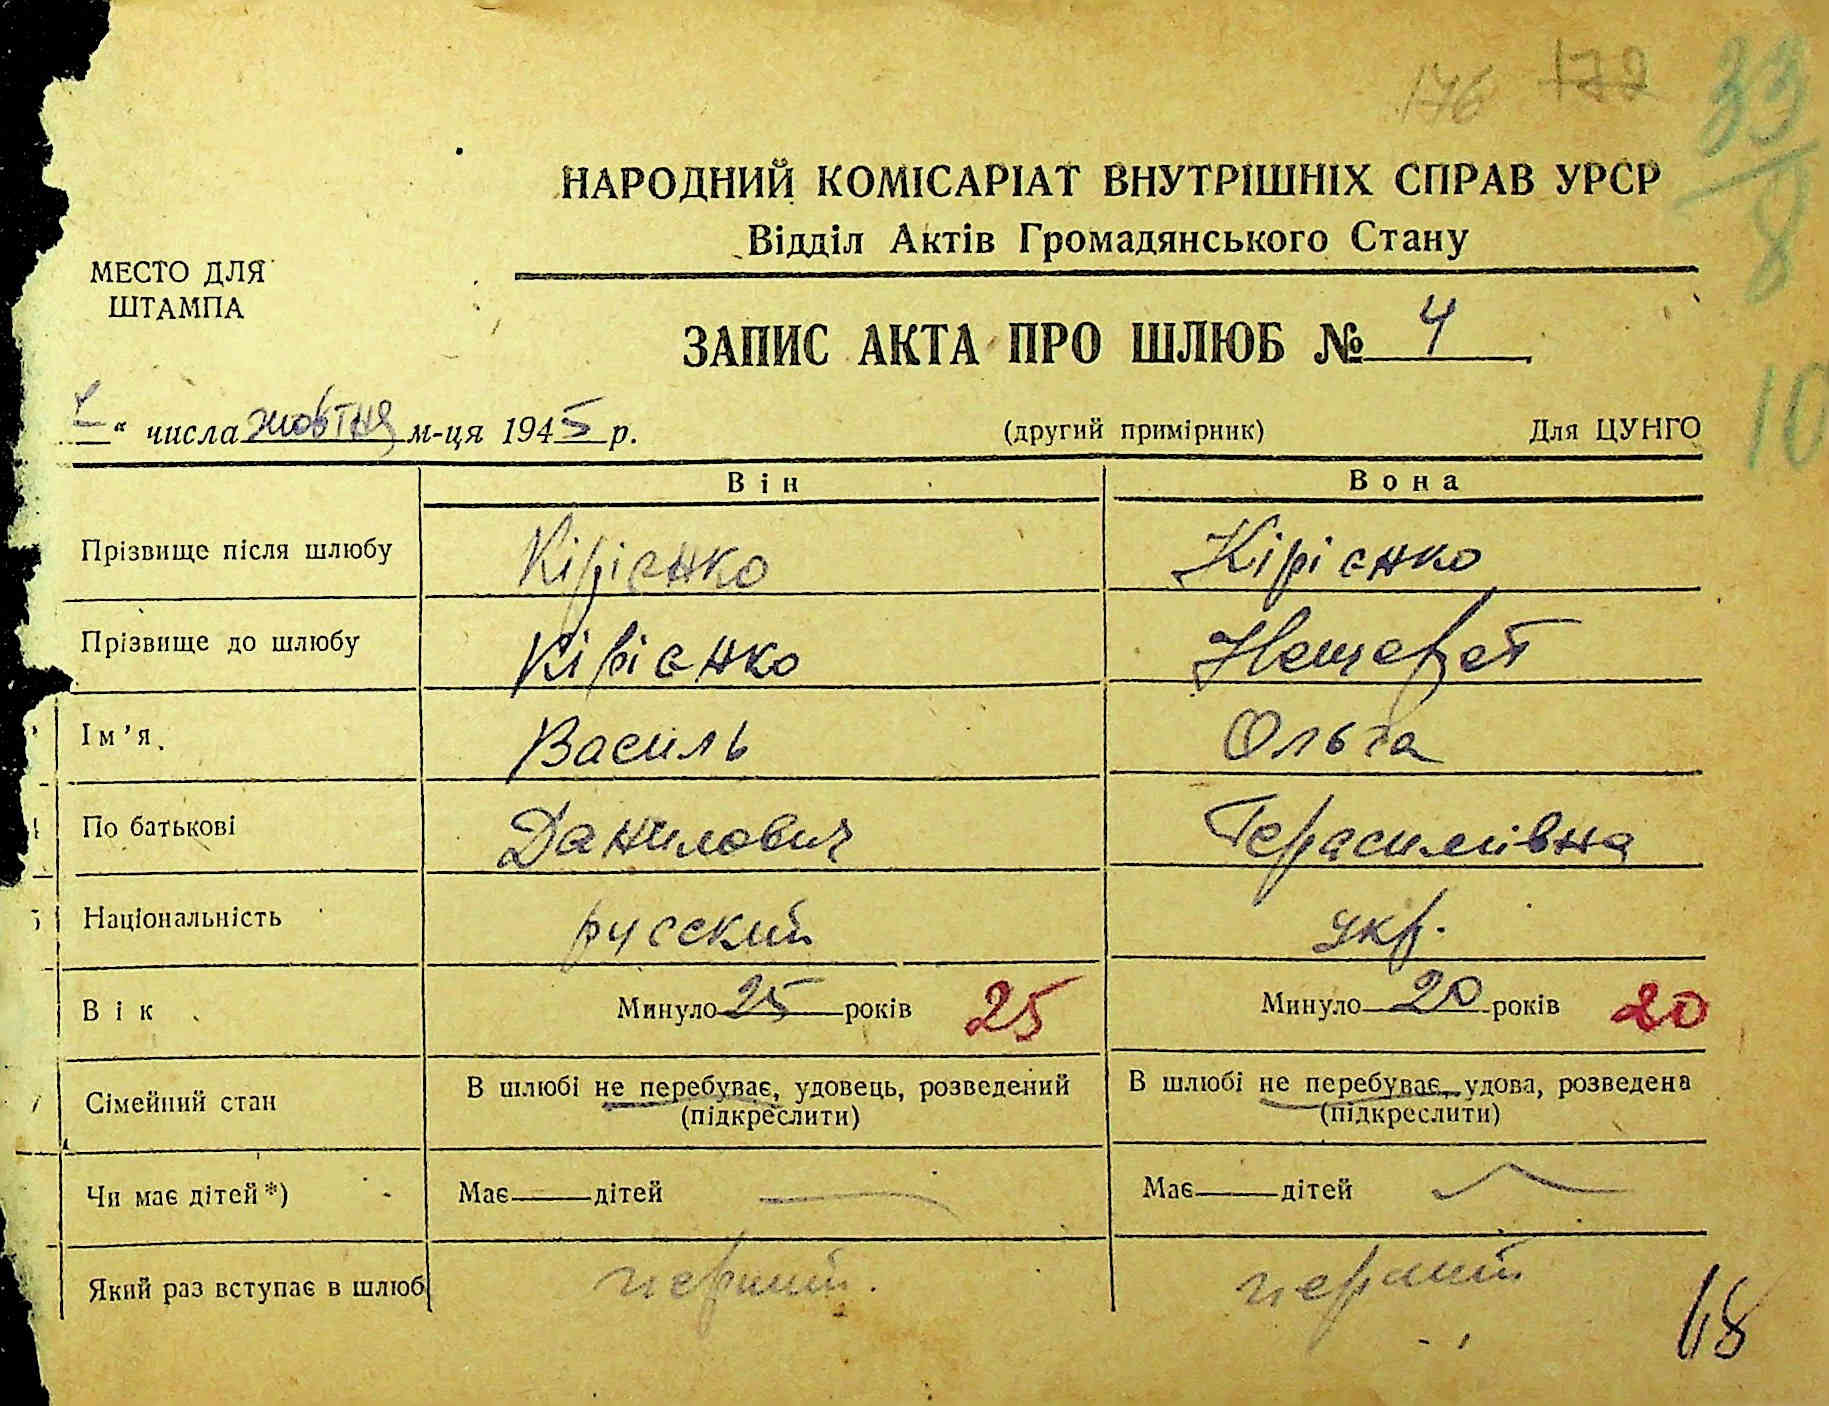 176 172 33/8
НАРОДНИЙ КОМІСАРІАТ ВНУТРІШНІХ СПРАВ УРСР
Відділ Актів Громадянського Стану
МЕСТО ДЛЯ
ШТАМПА
ЗАПИС АКТА ПРО ШЛЮБ № 4
10
“ числа жовтня м-ця 1945 р. (другий примірник) Для ЦУНГО
Він Вона
Прізвище після шлюбу Кірієнко Кірієнко
Прізвище до шлюбу Кірієнко Нещерет
Ім'я Василь Ольга
По батькові Данилович Герасимівна
5 Національність русский укр.
Вік Минуло 25 років 25 Минуло 20 років 20
Сімейний стан В шлюбі не перебуває, удовець, розведений В шлюбі не перебуває, удова, розведена
(підкреслити) (підкреслити)
Чи має дітей*) Має — дітей — Має — дітей —
Який раз вступає в шлюб перший. перший
68